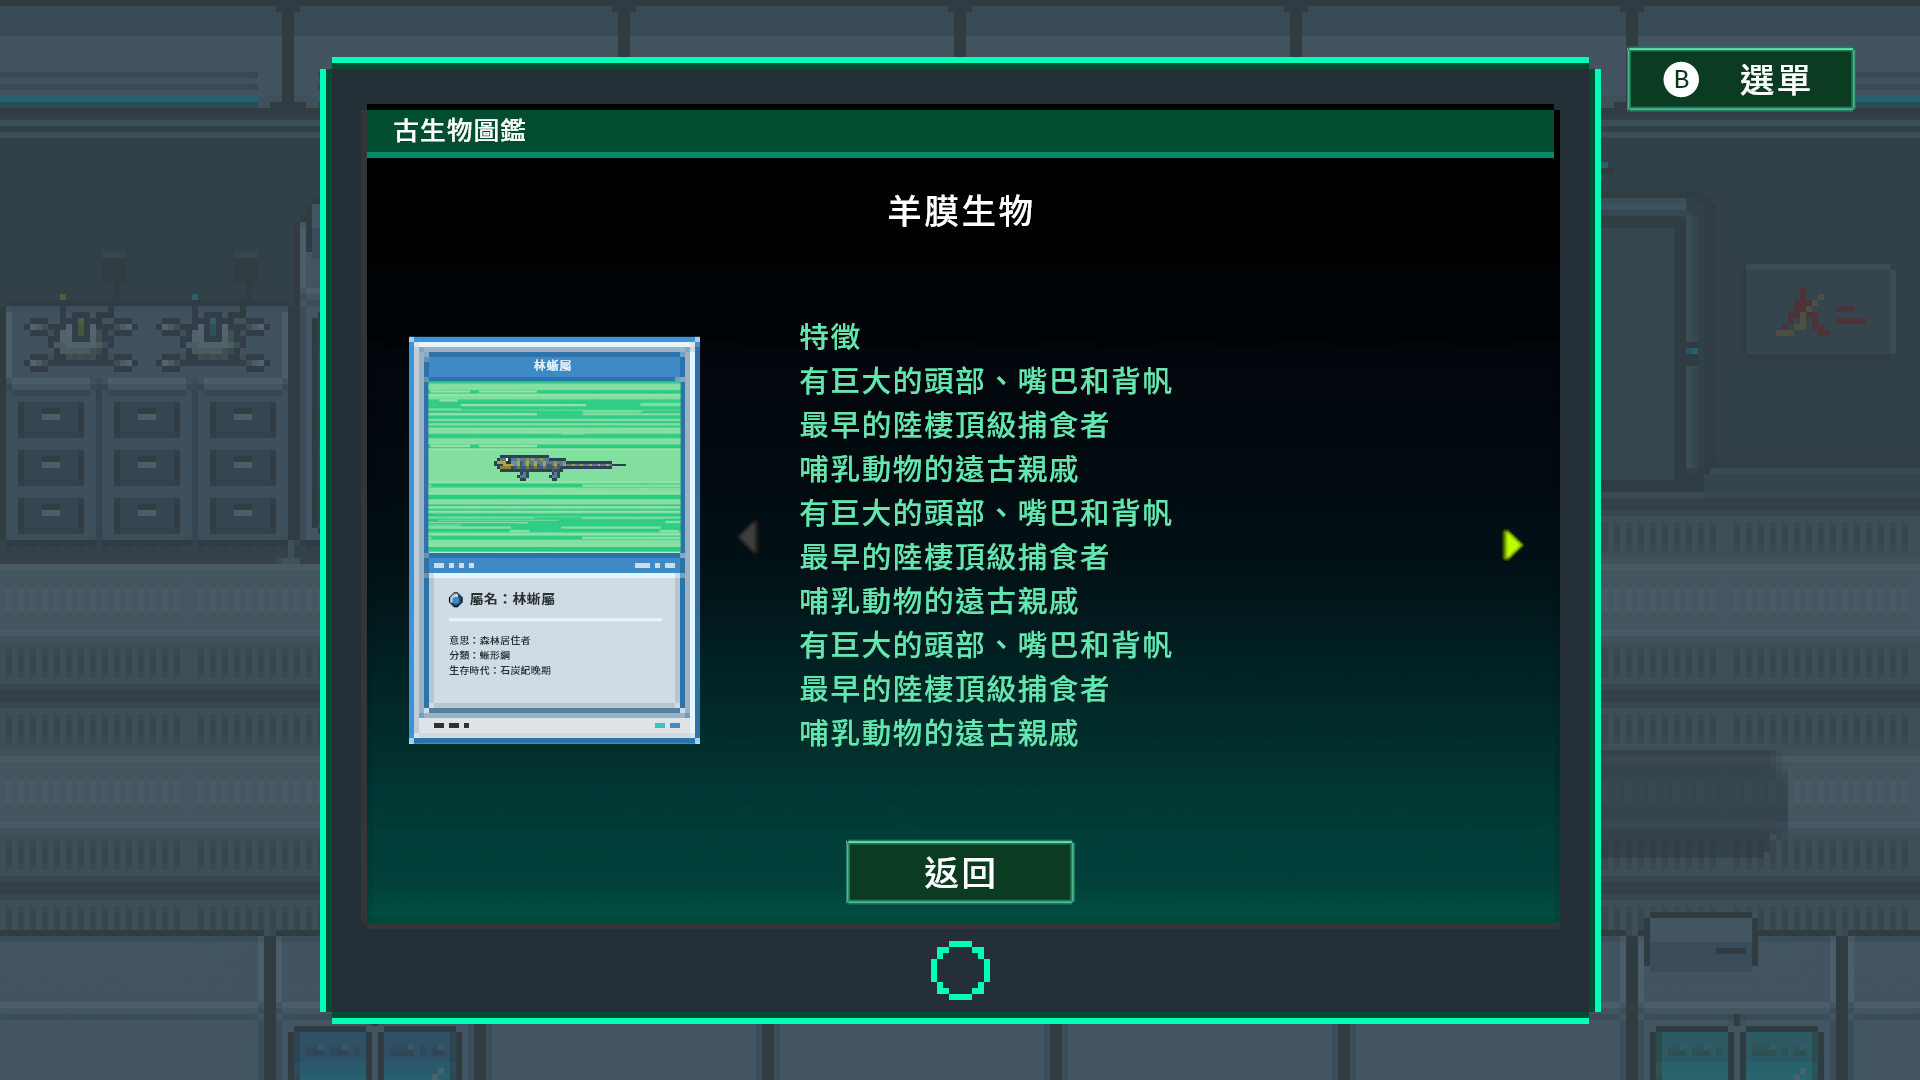 B 選單
古生物圖鑑
羊膜生物
林蜥屬
屬名：林蜥屬
意思：森林居住者
分類：蜥形綱
生存時代：石炭紀晚期
特徵
有巨大的頭部、嘴巴和背帆
最早的陸棲頂級捕食者
哺乳動物的遠古親戚
有巨大的頭部、嘴巴和背帆
最早的陸棲頂級捕食者
哺乳動物的遠古親戚
有巨大的頭部、嘴巴和背帆
最早的陸棲頂級捕食者
哺乳動物的遠古親戚
返回